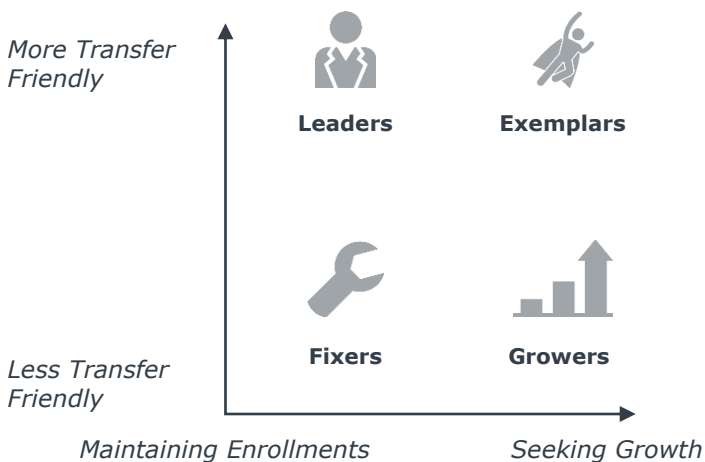 More Transfer
Friendly
Leaders
Exemplars
Fixers
Growers
Less Transfer
Friendly
Maintaining Enrollments
Seeking Growth